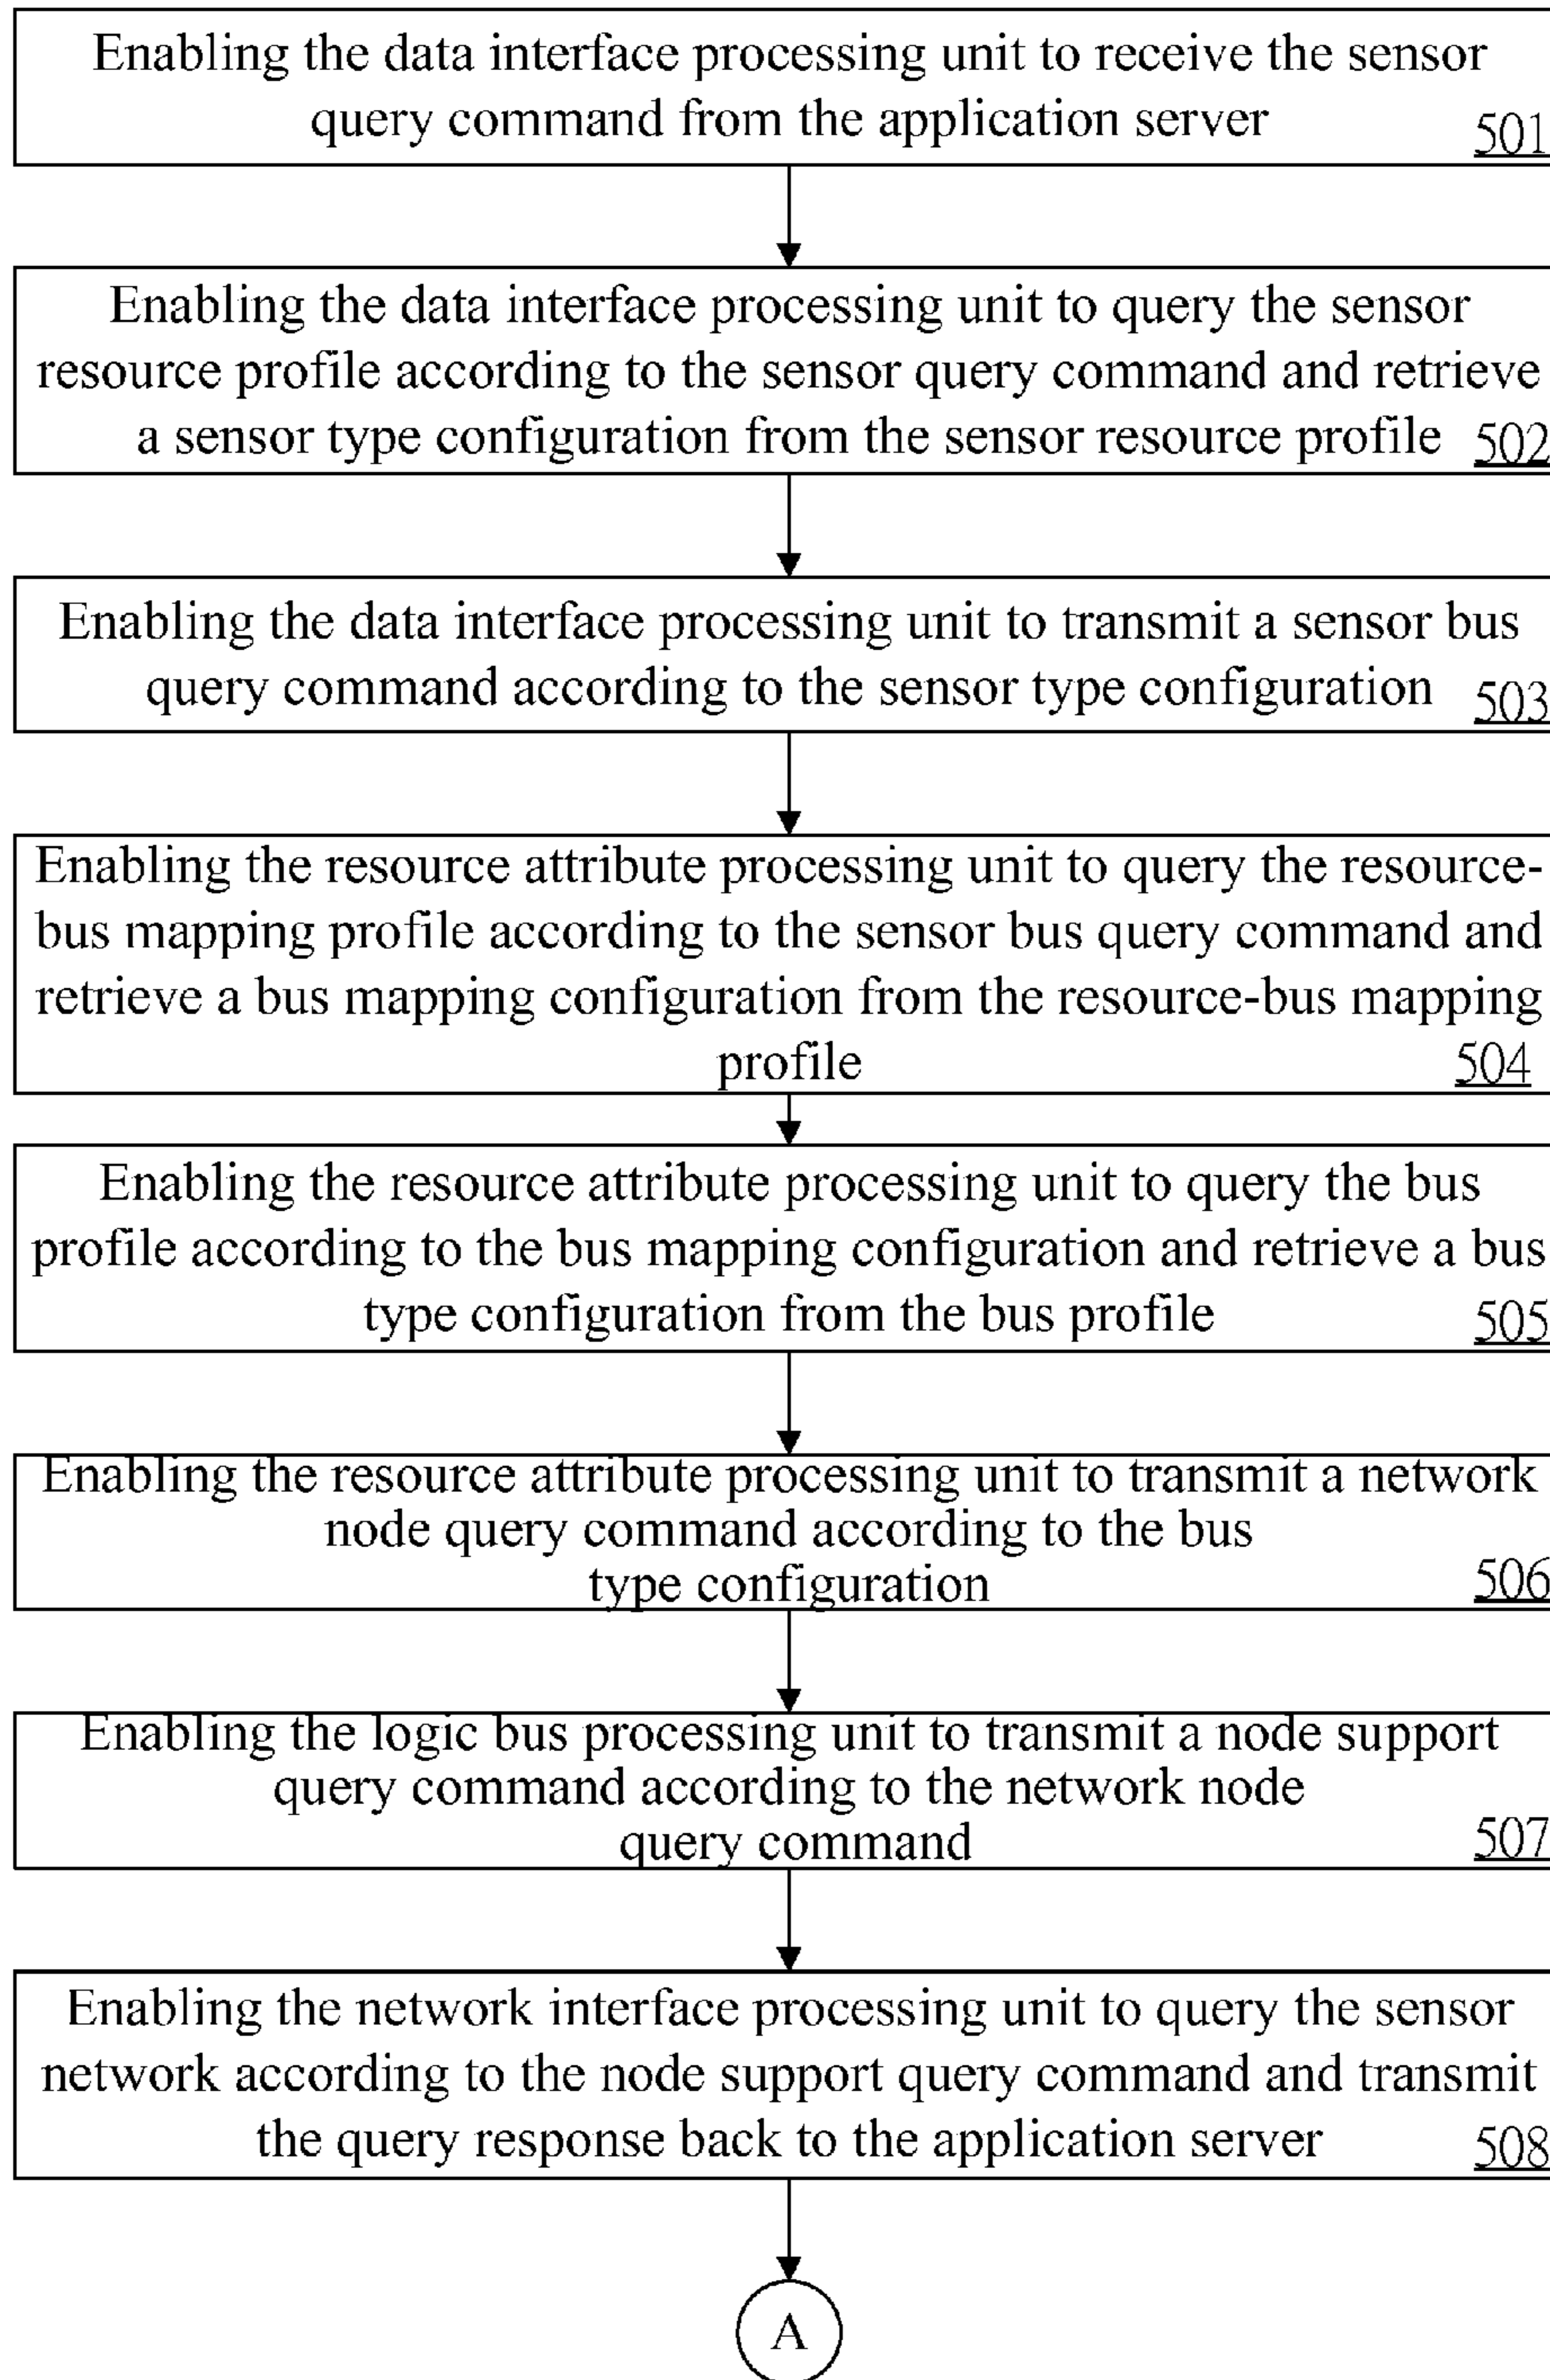 Enabling the data interface processing unit to receive the sensor
query command from the application server
501
Enabling the data interface processing unit to query the sensor
resource profile according to the sensor query command and retrieve
a sensor type configuration from the sensor resource profile
502
Enabling the data interface processing unit to transmit a sensor bus
query command according to the sensor type configuration
503
Enabling the resource attribute processing unit to query the resource-
bus mapping profile according to the sensor bus query command and
retrieve a bus mapping configuration from the resource-bus mapping
profile
504
Enabling the resource attribute processing unit to query the bus
profile according to the bus mapping configuration and retrieve a bus
type configuration from the bus profile
505
Enabling the resource attribute processing unit to transmit a network
node query command according to the bus
type configuration
506
Enabling the logic bus processing unit to transmit a node support
query command according to the network node
query command
507
Enabling the network interface processing unit to query the sensor
network according to the node support query command and transmit
the query response back to the application server
508
A